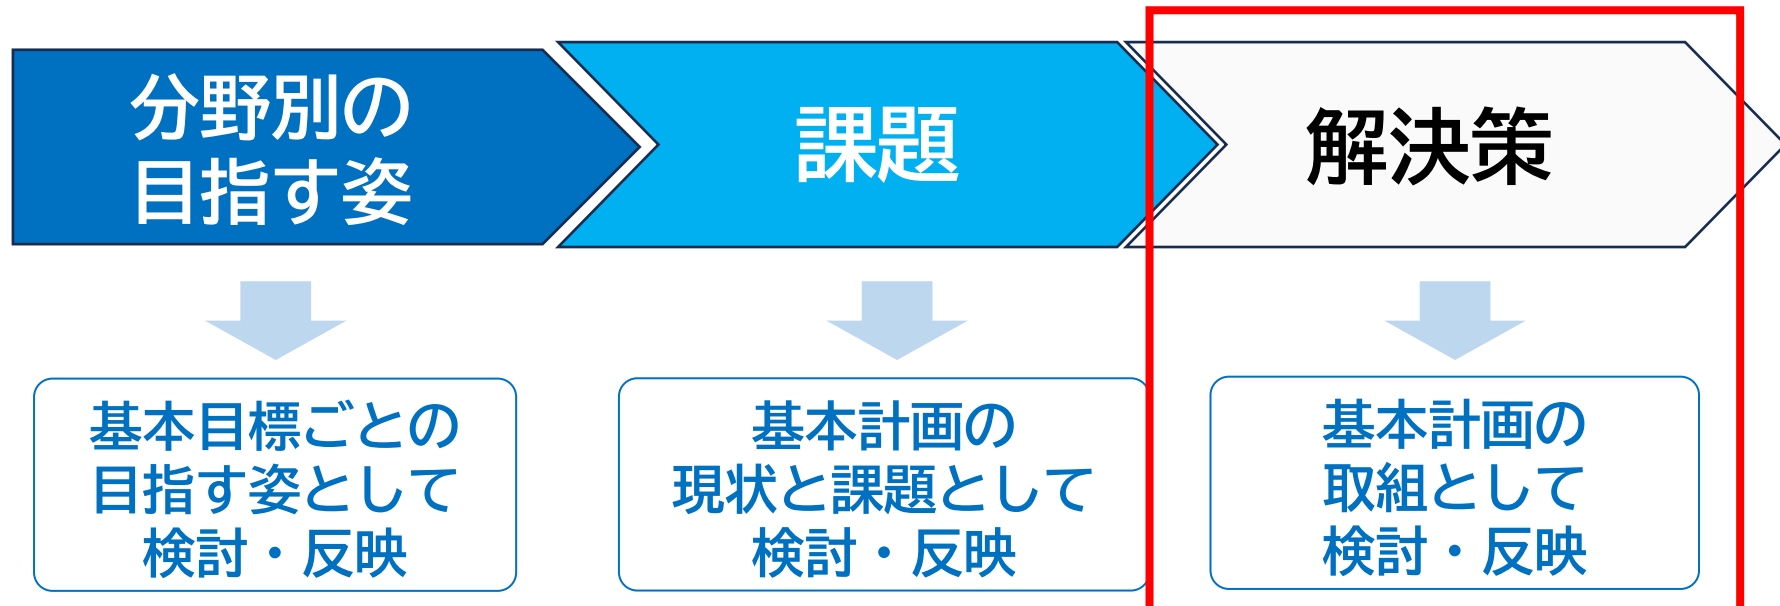 分野別の
目指す姿
課題
解決策
基本目標ごとの
目指す姿として
検討・反映
基本計画の
現状と課題として
検討・反映
基本計画の
取組として
検討・反映